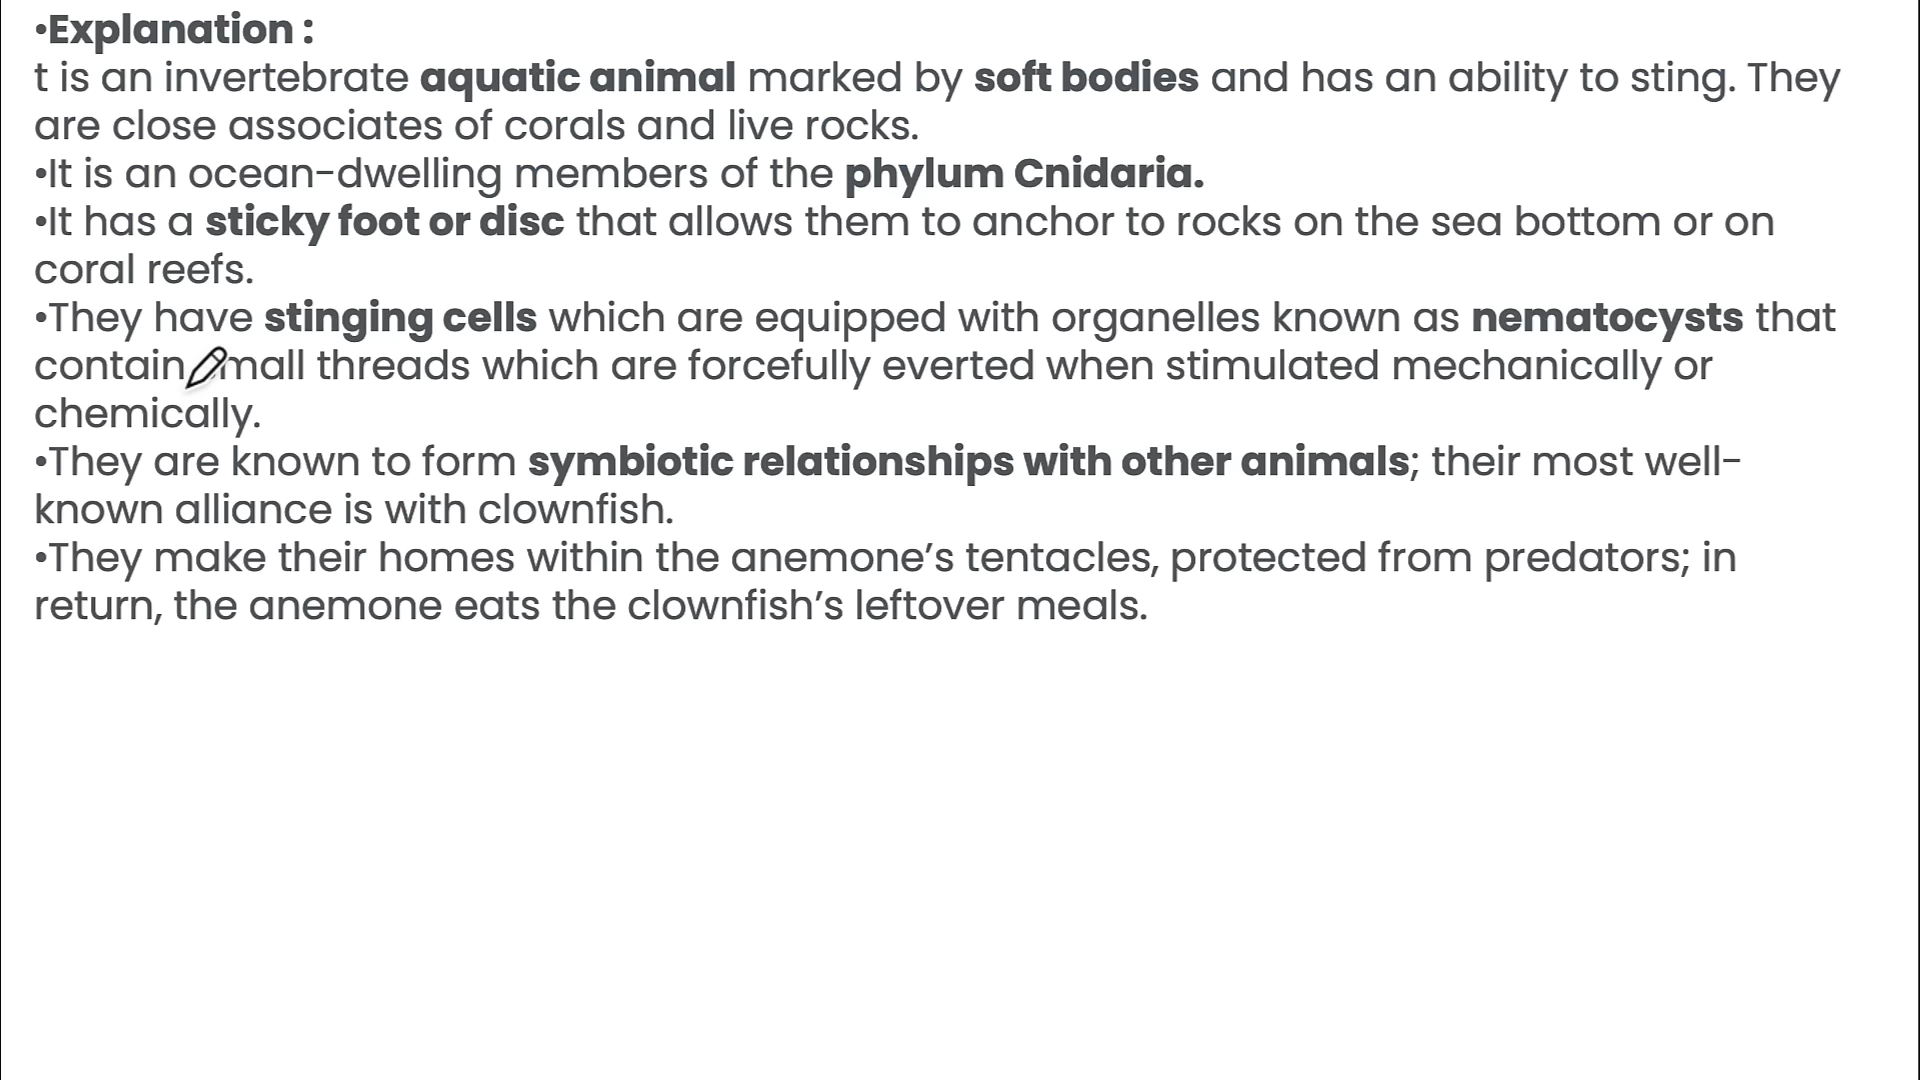 •Explanation :
t is an invertebrate aquatic animal marked by soft bodies and has an ability to sting. They
are close associates of corals and live rocks.
•It is an ocean-dwelling members of the phylum Cnidaria.
•It has a sticky foot or disc that allows them to anchor to rocks on the sea bottom or on
coral reefs.
•They have stinging cells which are equipped with organelles known as nematocysts that
contain small threads which are forcefully everted when stimulated mechanically or
chemically.
•They are known to form symbiotic relationships with other animals; their most well-
known alliance is with clownfish.
•They make their homes within the anemone’s tentacles, protected from predators; in
return, the anemone eats the clownfish’s leftover meals.